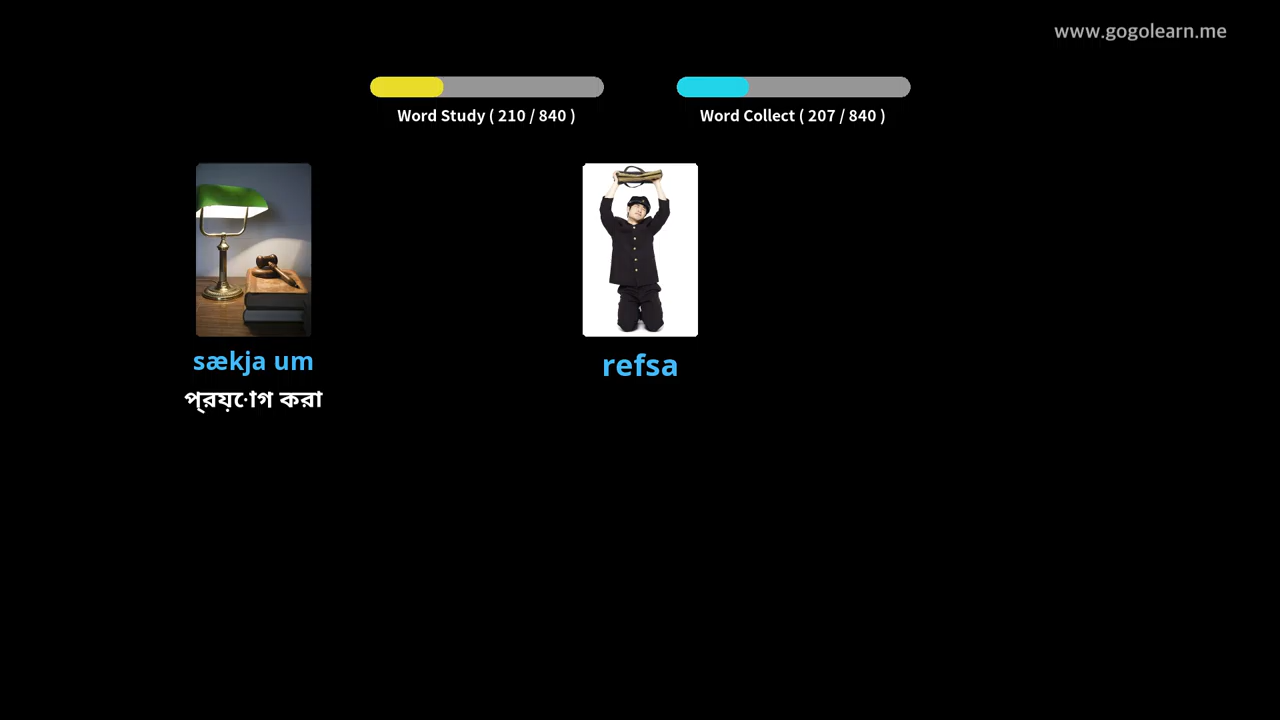 www.gogolearn.me
Word Study ( 210 / 840 )
Word Collect ( 207 / 840 )
sækja um
refsa
প্রয়োগ করা